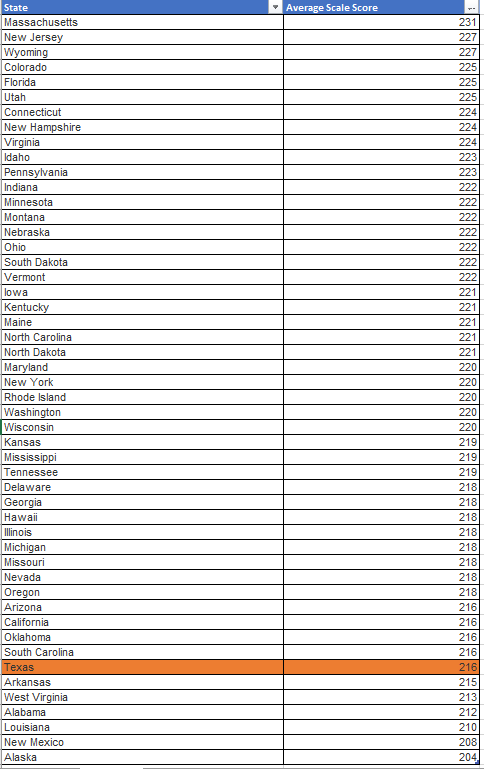 State Average Scale Score
Massachusetts 231
New Jersey 227
Wyoming 227
Colorado 225
Florida 225
Utah 225
Connecticut 224
New Hampshire 224
Virginia 224
Idaho 223
Pennsylvania 223
Indiana 222
Minnesota 222
Montana 222
Nebraska 222
Ohio 222
South Dakota 222
Vermont 222
Iowa 221
Kentucky 221
Maine 221
North Carolina 221
North Dakota 221
Maryland 220
New York 220
Rhode Island 220
Washington 220
Wisconsin 220
Kansas 219
Mississippi 219
Tennessee 219
Delaware 218
Georgia 218
Hawaii 218
Illinois 218
Michigan 218
Missouri 218
Nevada 218
Oregon 218
Arizona 216
California 216
Oklahoma 216
South Carolina 216
Texas 216
Arkansas 215
West Virginia 213
Alabama 212
Louisiana 210
New Mexico 208
Alaska 204